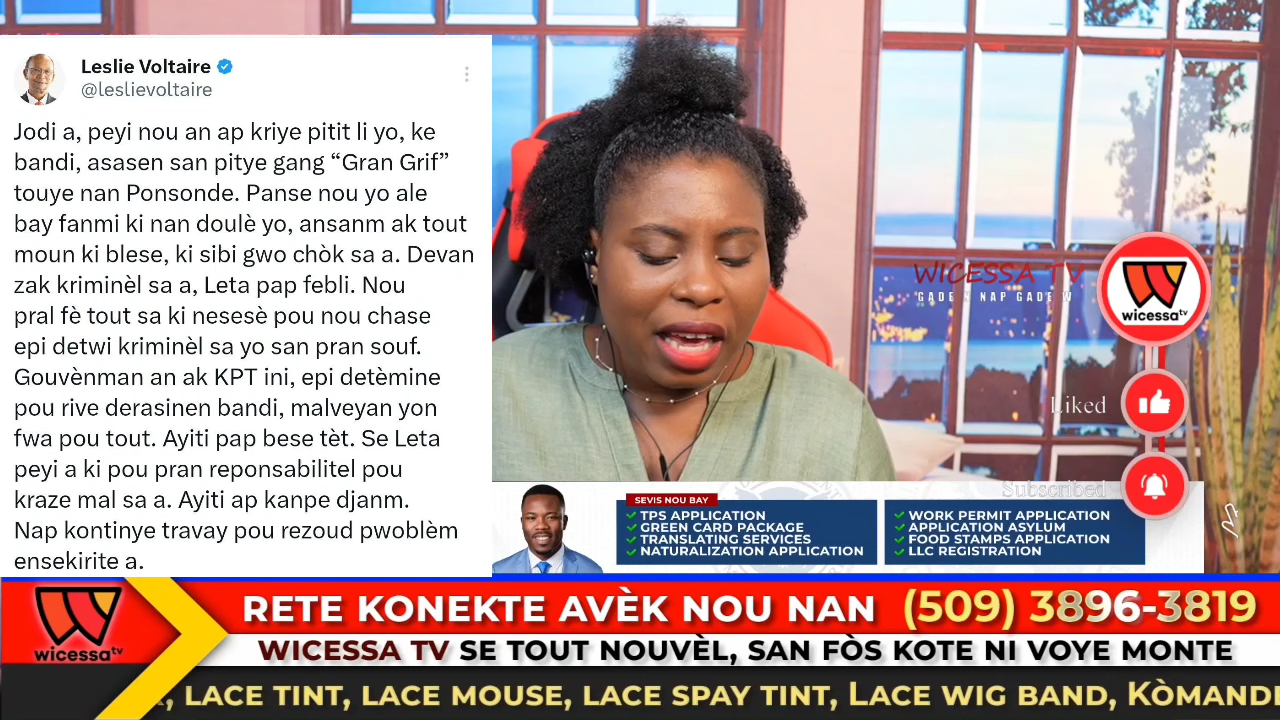 Leslie Voltaire
@leslievoltaire
Jodi a, peyi nou an ap kriye pitit li yo, ke
bandi, asasen san pitye gang “Gran Grif”
touye nan Ponsonde. Panse nou yo ale
bay fanmi ki nan doulè yo, ansanm ak tout
moun ki blese, ki sibi gwo chòk sa a. Devan
zak kriminèl sa a, Leta pap febli. Nou
pral fè tout sa ki nesesè pou nou chase
epi detwi kriminèl sa yo san pran souf.
Gouvènman an ak KPT ini, epi detèmine
pou rive derasinen bandi, malveyan yon
fwa pou tout. Ayiti pap bese tèt. Se Leta
peyi a ki pou pran reponsabilitel pou
kraze mal sa a. Ayiti ap kanpe djanm.
Nap kontinye travay pou rezoud pwoblèm
ensekirite a.
WICESSA TV
GADE N NAP GADE W
wicessatv
Liked
Subscribed
SEVIS NOU BAY
TPS APPLICATION
GREEN CARD PACKAGE
TRANSLATING SERVICES
NATURALIZATION APPLICATION
WORK PERMIT APPLICATION
APPLICATION ASYLUM
FOOD STAMPS APPLICATION
LLC REGISTRATION
wicessatv
RETE KONEKTE AVÈK NOU NAN (509) 3896-3819
WICESSA TV SE TOUT NOUVÈL, SAN FÒS KOTE NI VOYE MONTE
, LACE TINT, LACE MOUSE, LACE SPAY TINT, LACE WIG BAND, KÒMAND